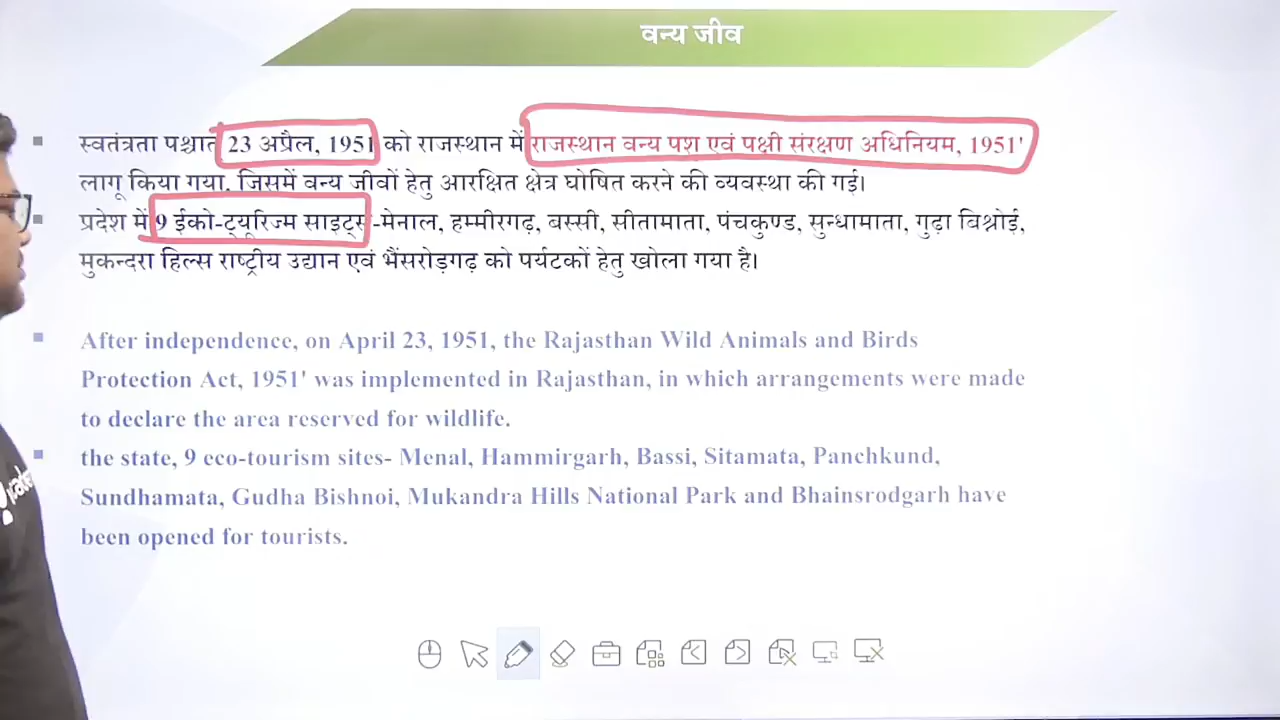 वन्य जीव
स्वतंत्रता पश्चात 23 अप्रैल, 1951 को राजस्थान में राजस्थान वन्य पशु एवं पक्षी संरक्षण अधिनियम, 1951'
लागू किया गया. जिसमें वन्य जीवों हेतु आरक्षित क्षेत्र घोषित करने की व्यवस्था की गई।
प्रदेश में 9 ईको-ट्यूरिज्म साइट्स -मेनाल, हम्मीरगढ़, बस्सी, सीतामाता, पंचकुण्ड, सुन्धामाता, गुढ़ा विश्नोई,
मुकन्दरा हिल्स राष्ट्रीय उद्यान एवं भैंसरोड़गढ़ को पर्यटकों हेतु खोला गया है।
After independence, on April 23, 1951, the Rajasthan Wild Animals and Birds
Protection Act, 1951' was implemented in Rajasthan, in which arrangements were made
to declare the area reserved for wildlife.
the state, 9 eco-tourism sites- Menal, Hammirgarh, Bassi, Sitamata, Panchkund,
Sundhamata, Gudha Bishnoi, Mukandra Hills National Park and Bhainsrodgarh have
been opened for tourists.